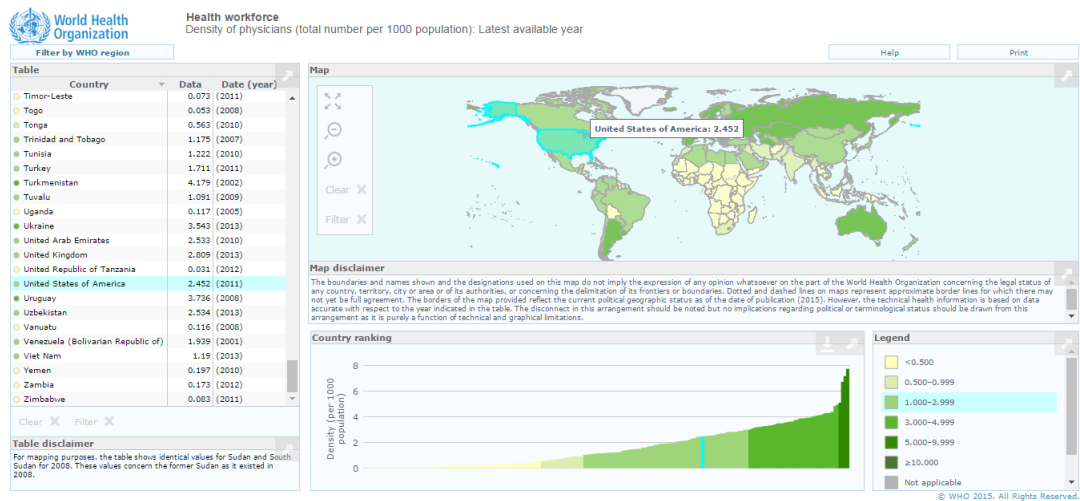 World Health
Organization
Health workforce
Density of physicians (total number per 1000 population): Latest available year
Filter by WHO region
Help
Print
Table
Country Data Date (year)
Timor-Leste 0.073 (2011)
Togo 0.053 (2008)
Tonga 0.563 (2010)
Trinidad and Tobago 1.175 (2007)
Tunisia 1.222 (2010)
Turkey 1.711 (2011)
Turkmenistan 4.179 (2002)
Tuvalu 1.091 (2009)
Uganda 0.117 (2005)
Ukraine 3.543 (2013)
United Arab Emirates 2.533 (2010)
United Kingdom 2.809 (2013)
United Republic of Tanzania 0.031 (2012)
United States of America 2.452 (2011)
Uruguay 3.736 (2008)
Uzbekistan 2.534 (2013)
Vanuatu 0.116 (2008)
Venezuela (Bolivarian Republic of) 1.939 (2001)
Viet Nam 1.19 (2013)
Yemen 0.197 (2010)
Zambia 0.173 (2012)
Zimbabwe 0.083 (2011)
Clear Filter
Table disclaimer
For mapping purposes, the table shows identical values for Sudan and South
Sudan for 2008. These values concern the former Sudan as it existed in
2008.
Map
Clear
Filter
United States of America: 2.452
Map disclaimer
The boundaries and names shown and the designations used on this map do not imply the expression of any opinion whatsoever on the part of the World Health Organization concerning the legal status of
any country, territory, city or area or of its authorities, or concerning the delimitation of its frontiers or boundaries. Dotted and dashed lines on maps represent approximate border lines for which there may
not yet be full agreement. The borders of the map provided reflect the current political geographic status as of the date of publication (2015). However, the technical health information is based on data
accurate with respect to the year indicated in the table. The disconnect in this arrangement should be noted but no implications regarding political or terminological status should be drawn from this
arrangement as it is purely a function of technical and graphical limitations.
Country ranking
Density (per 1000
population)
8
6
4
2
0
Legend
<0.500
0.500–0.999
1.000–2.999
3.000–4.999
5.000–9.999
≥10.000
Not applicable
© WHO 2015. All Rights Reserved.